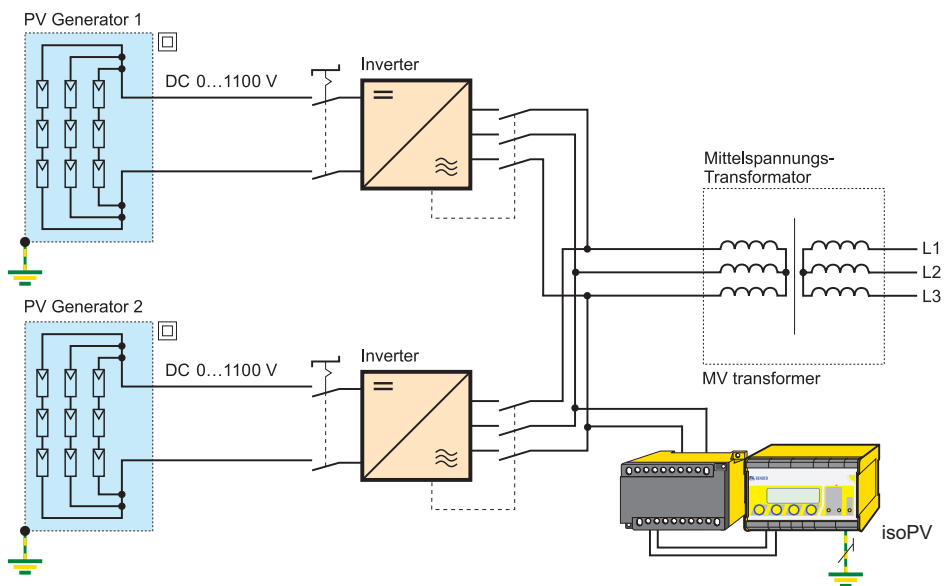 PV Generator 1
DC 0...1100 V
Inverter
Mittelspannungs-
Transformator
L1
L2
L3
MV transformer
PV Generator 2
DC 0...1100 V
Inverter
BENDER
isoPV